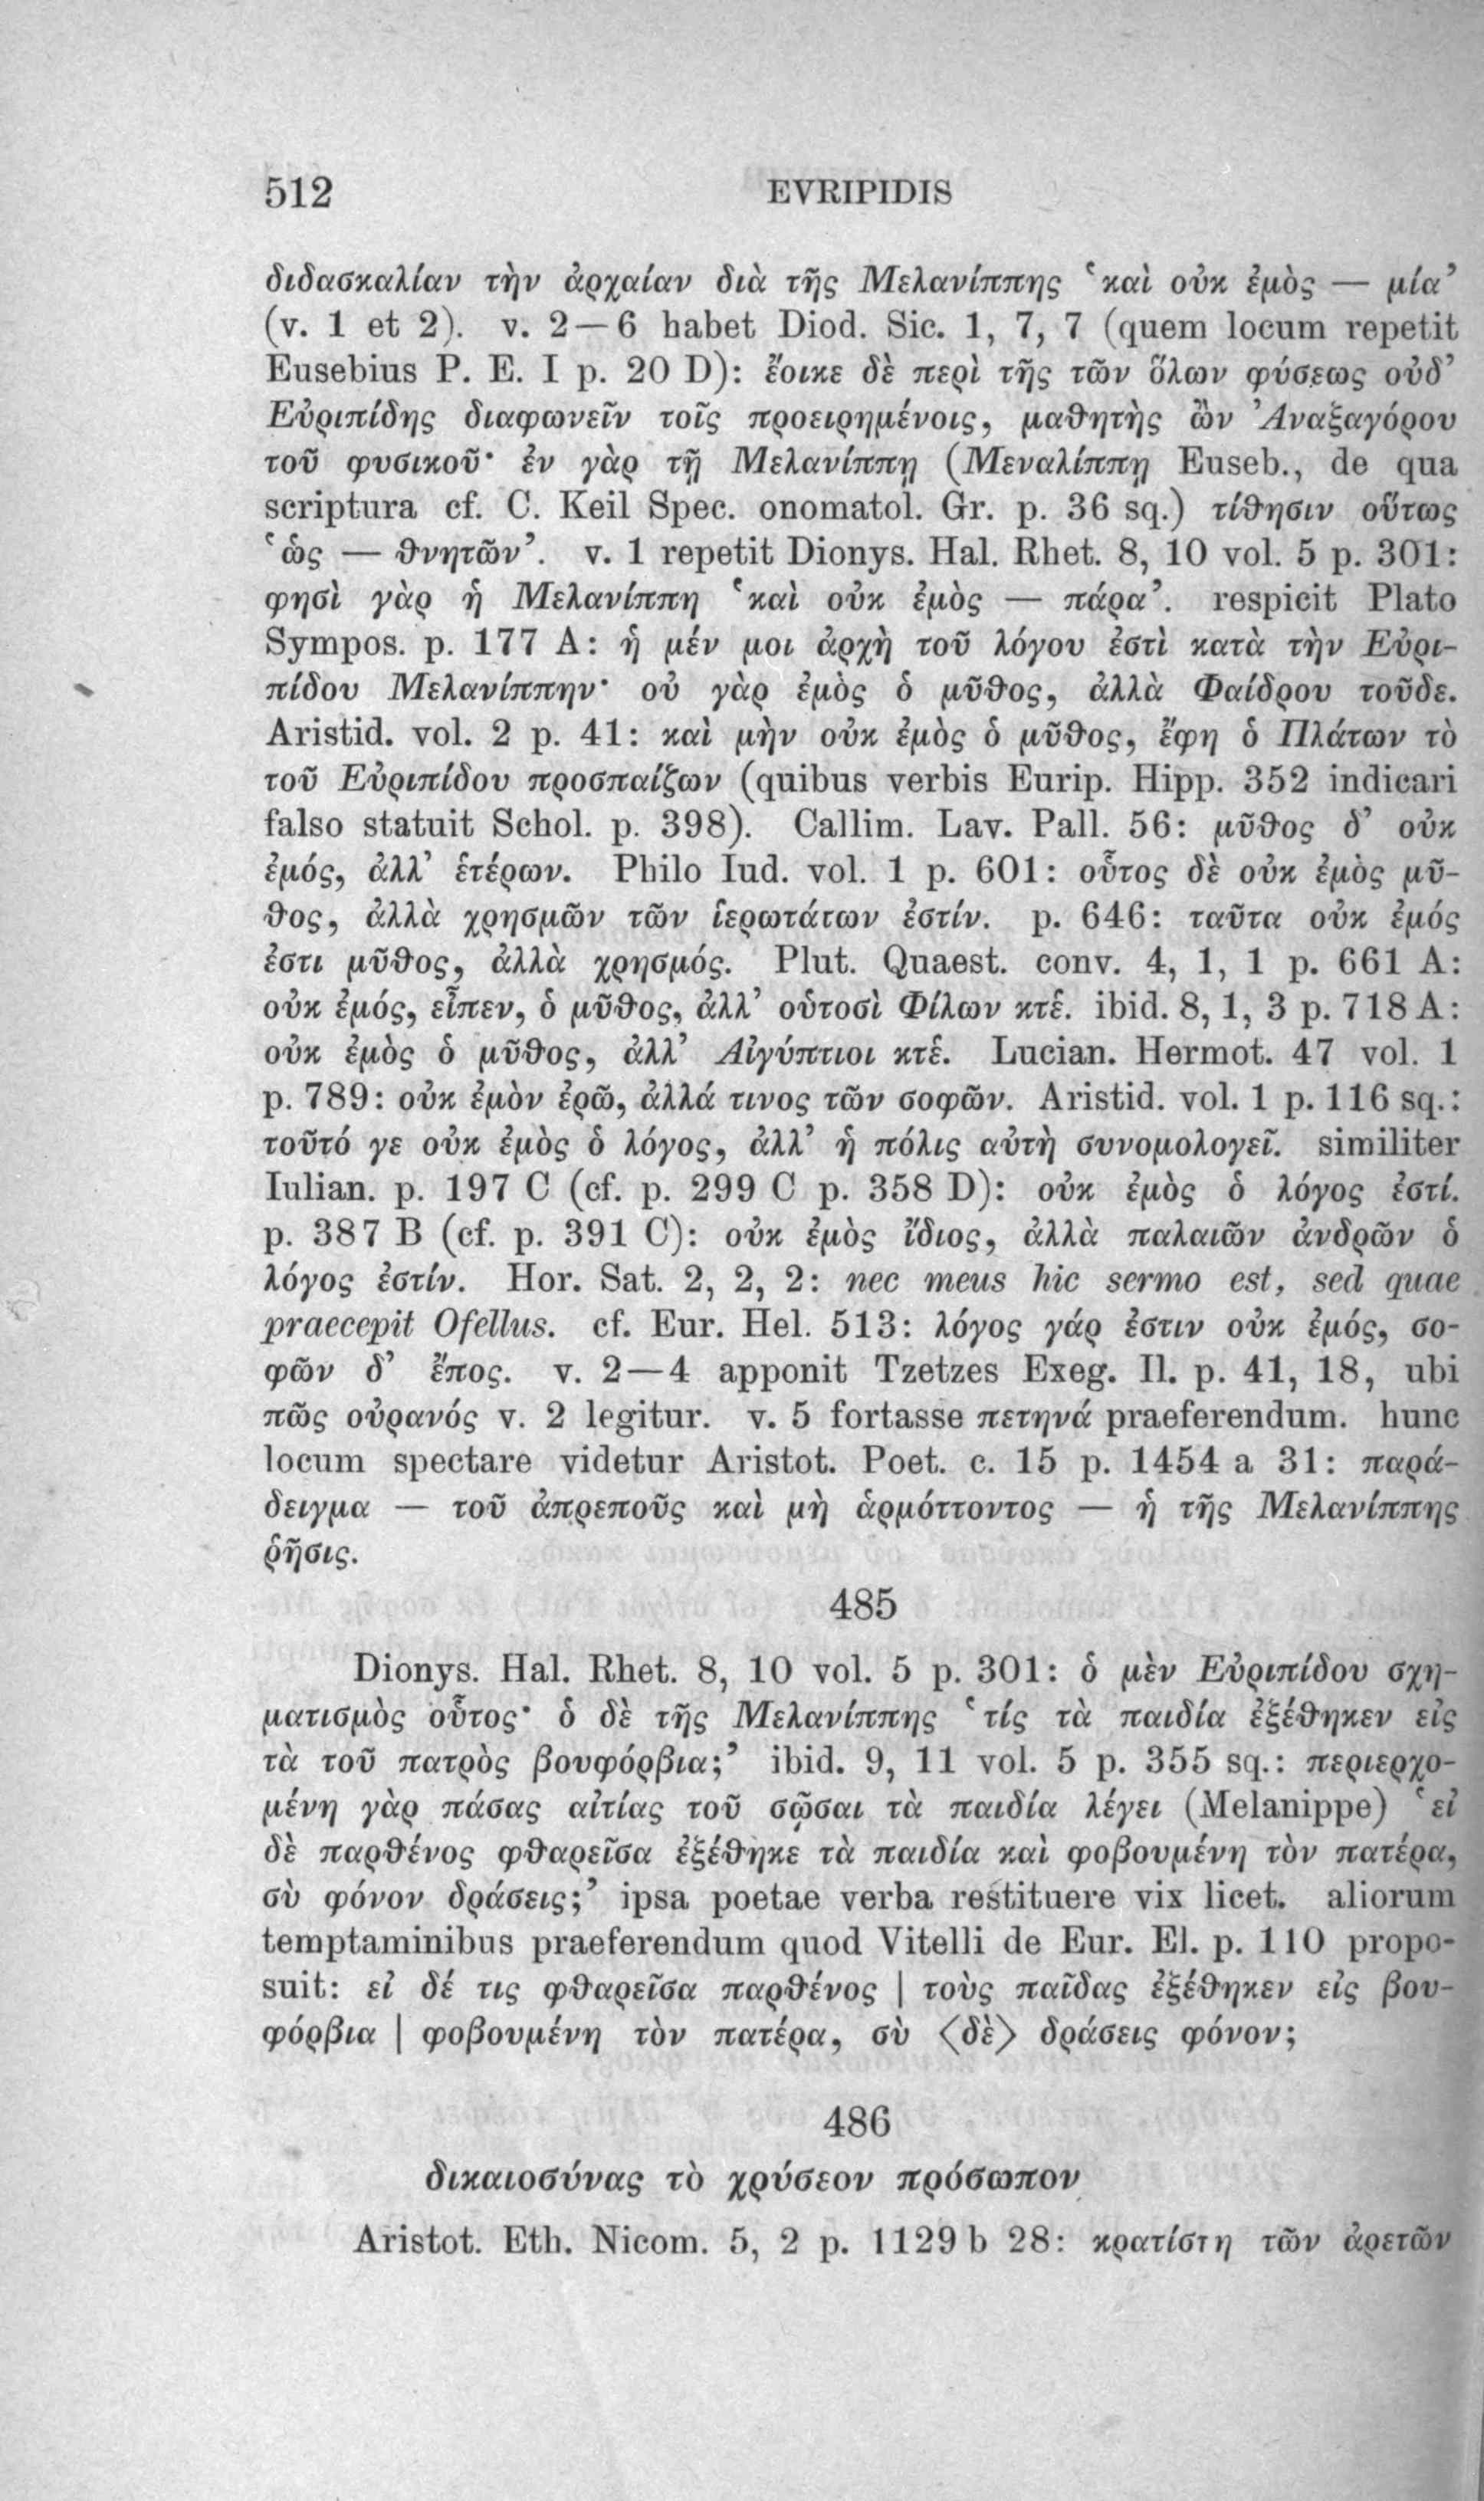 512 EVRIPIDIS
διδασκαλίαν τὴν ἀρχαίαν διὰ τῆς Μελανίππης ‘καὶ οὐκ ἐμὸς — μία’
(v. 1 et 2). v. 2—6 habet Diod. Sic. 1, 7, 7 (quem locum repetit
Eusebius P. E. I p. 20 D): ἔοικε δὲ περὶ τῆς τῶν ὅλων φύσεως οὐδ’
Εὐριπίδης διαφωνεῖν τοῖς προειρημένοις, μαθητὴς ὢν Ἀναξαγόρου
τοῦ φυσικοῦ· ἐν γὰρ τῇ Μελανίππῃ (Μεναλίππῃ Euseb., de qua
scriptura cf. C. Keil Spec. onomatol. Gr. p. 36 sq.) τίθησιν οὕτως
‘ὡς — θνητῶν’. v. 1 repetit Dionys. Hal. Rhet. 8, 10 vol. 5 p. 301:
φησὶ γὰρ ἡ Μελανίππη ‘καὶ οὐκ ἐμὸς — πάρα’. respicit Plato
Sympos. p. 177 A: ἡ μέν μοι ἀρχὴ τοῦ λόγου ἐστὶ κατὰ τὴν Εὐρι-
πίδου Μελανίππην· οὐ γὰρ ἐμὸς ὁ μῦθος, ἀλλὰ Φαίδρου τοῦδε.
Aristid. vol. 2 p. 41: καὶ μὴν οὐκ ἐμὸς ὁ μῦθος, ἔφη ὁ Πλάτων τὸ
τοῦ Εὐριπίδου προσπαίζων (quibus verbis Eurip. Hipp. 352 indicari
falso statuit Schol. p. 398). Callim. Lav. Pall. 56: μῦθος δ’ οὐκ
ἐμός, ἀλλ’ ἑτέρων. Philo Iud. vol. 1 p. 601: οὗτος δὲ οὐκ ἐμὸς μῦ-
θος, ἀλλὰ χρησμῶν τῶν ἱερωτάτων ἐστίν. p. 646: ταῦτα οὐκ ἐμός
ἐστι μῦθος, ἀλλὰ χρησμός. Plut. Quaest. conv. 4, 1, 1 p. 661 A:
οὐκ ἐμός, εἶπεν, ὁ μῦθος, ἀλλ’ οὑτοσὶ Φίλων κτἑ. ibid. 8, 1, 3 p. 718 A:
οὐκ ἐμὸς ὁ μῦθος, ἀλλ’ Αἰγύπτιοι κτἑ. Lucian. Hermot. 47 vol. 1
p. 789: οὐκ ἐμὸν ἐρῶ, ἀλλά τινος τῶν σοφῶν. Aristid. vol. 1 p. 116 sq.:
τοῦτό γε οὐκ ἐμὸς ὁ λόγος, ἀλλ’ ἡ πόλις αὐτὴ συνομολογεῖ. similiter
Iulian. p. 197 C (cf. p. 299 C p. 358 D): οὐκ ἐμὸς ὁ λόγος ἐστί.
p. 387 B (cf. p. 391 C): οὐκ ἐμὸς ἴδιος, ἀλλὰ παλαιῶν ἀνδρῶν ὁ
λόγος ἐστίν. Hor. Sat. 2, 2, 2: nec meus hic sermo est, sed quae
praecepit Ofellus. cf. Eur. Hel. 513: λόγος γάρ ἐστιν οὐκ ἐμός, σο-
φῶν δ’ ἔπος. v. 2—4 apponit Tzetzes Exeg. Il. p. 41, 18, ubi
πῶς οὐρανός v. 2 legitur. v. 5 fortasse πετηνά praeferendum. hunc
locum spectare videtur Aristot. Poet. c. 15 p. 1454 a 31: παρά-
δειγμα — τοῦ ἀπρεποῦς καὶ μὴ ἁρμόττοντος — ἡ τῆς Μελανίππης
ῥῆσις.
485
Dionys. Hal. Rhet. 8, 10 vol. 5 p. 301: ὁ μὲν Εὐριπίδου σχη-
ματισμὸς οὗτος· ὁ δὲ τῆς Μελανίππης ‘τίς τὰ παιδία ἐξέθηκεν εἰς
τὰ τοῦ πατρὸς βουφόρβια;’ ibid. 9, 11 vol. 5 p. 355 sq.: περιερχο-
μένη γὰρ πάσας αἰτίας τοῦ σῷσαι τὰ παιδία λέγει (Melanippe) ‘εἰ
δὲ παρθένος φθαρεῖσα ἐξέθηκε τὰ παιδία καὶ φοβουμένη τὸν πατέρα,
σὺ φόνον δράσεις;’ ipsa poetae verba restituere vix licet. aliorum
temptaminibus praeferendum quod Vitelli de Eur. El. p. 110 propo-
suit: εἰ δέ τις φθαρεῖσα παρθένος | τοὺς παῖδας ἐξέθηκεν εἰς βου-
φόρβια | φοβουμένη τὸν πατέρα, σὺ ⟨δὲ⟩ δράσεις φόνον;
486
δικαιοσύνας τὸ χρύσεον πρόσωπον
Aristot. Eth. Nicom. 5, 2 p. 1129 b 28: κρατίστη τῶν ἀρετῶν